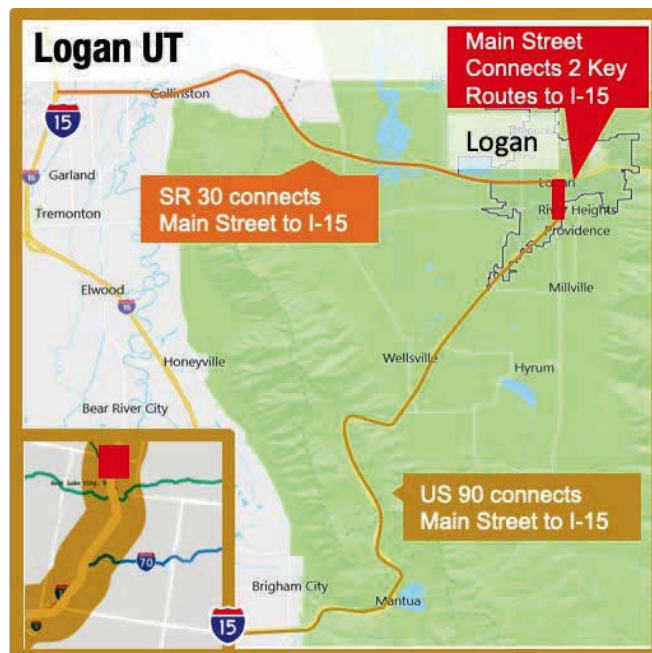 Logan UT
Main Street
Connects 2 Key
Routes to I-15
Collinston
15
Logan
Garland
15
SR 30 connects
Main Street to I-15
Logan
Tremonton
River Heights
Providence
Elwood
15
Millville
Honeyville
Wellsville
Hyrum
Bear River City
US 90 connects
Main Street to I-15
70
Brigham City
Mantua
15